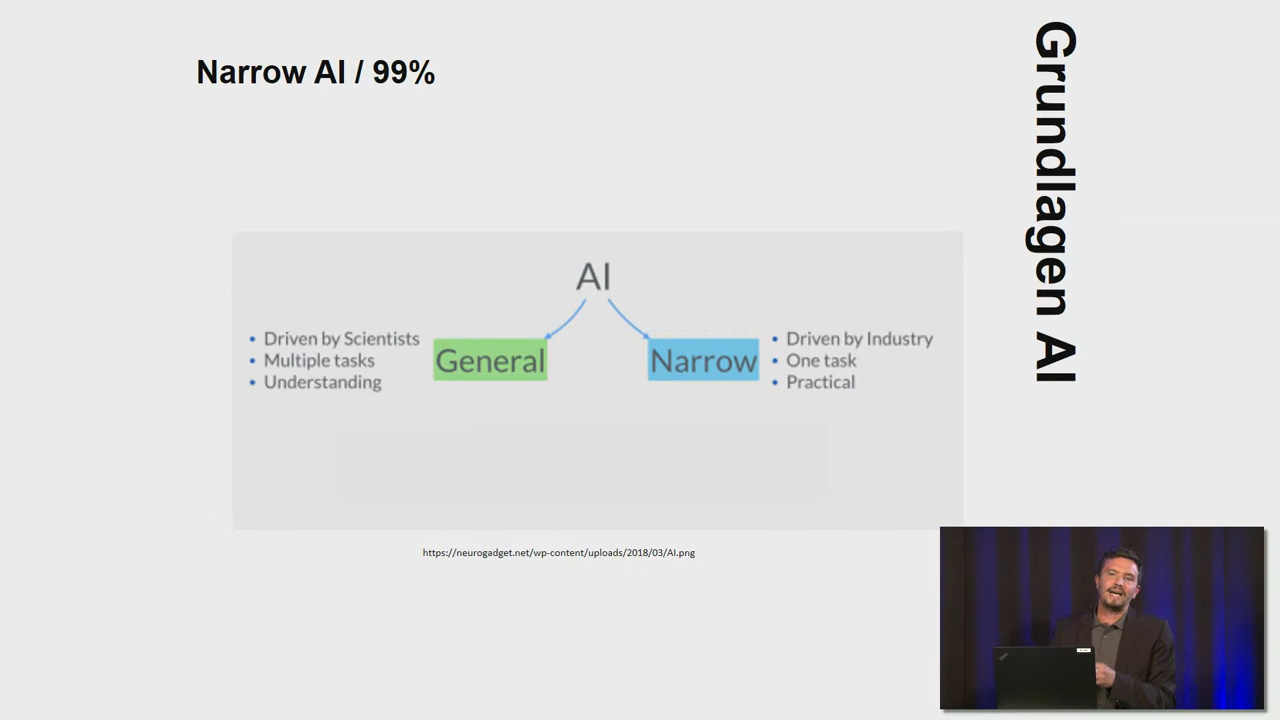 Narrow AI / 99%
Grundlagen AI
AI
• Driven by Scientists
• Multiple tasks
• Understanding
General
Narrow
• Driven by Industry
• One task
• Practical
https://neurogadget.net/wp-content/uploads/2018/03/AI.png